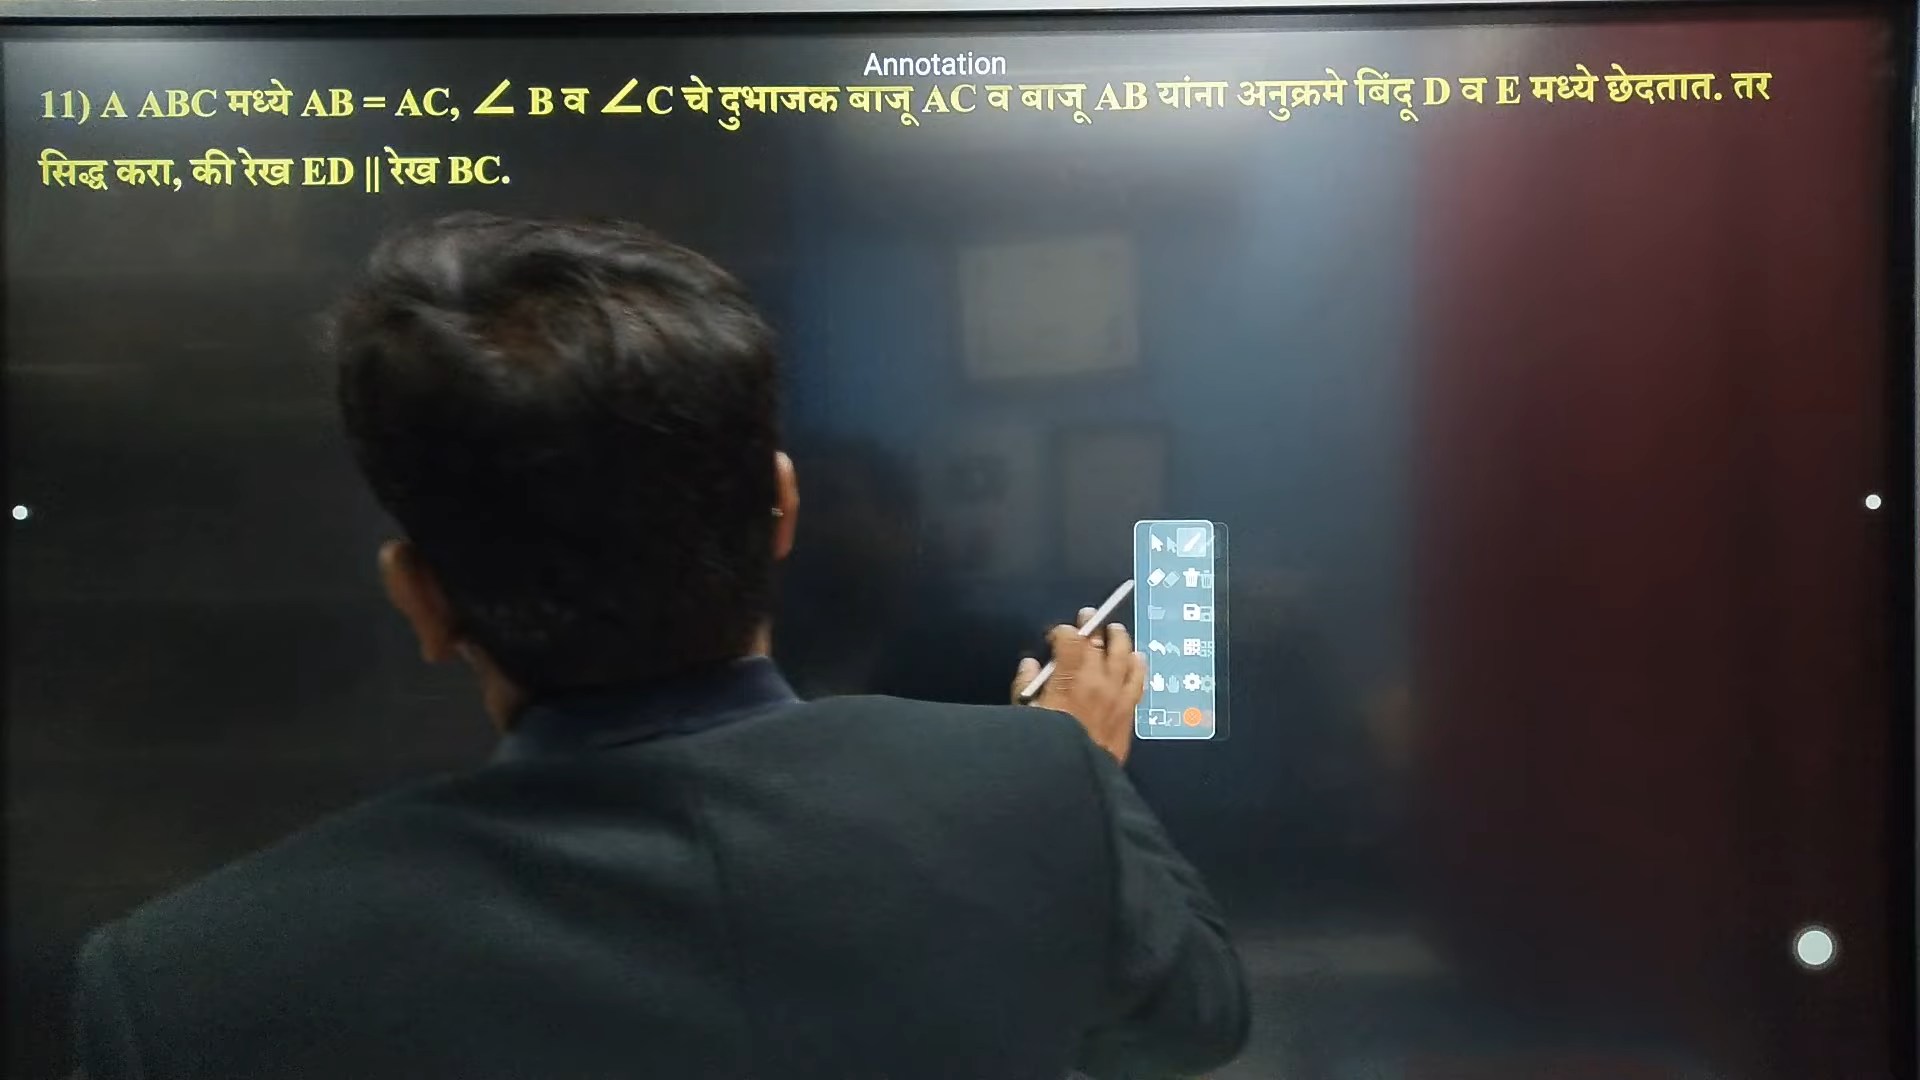 Annotation
11) A ABC मध्ये AB = AC, ∠ B व ∠C चे दुभाजक बाजू AC व बाजू AB यांना अनुक्रमे बिंदू D व E मध्ये छेदतात. तर
सिद्ध करा, की रेख ED || रेख BC.